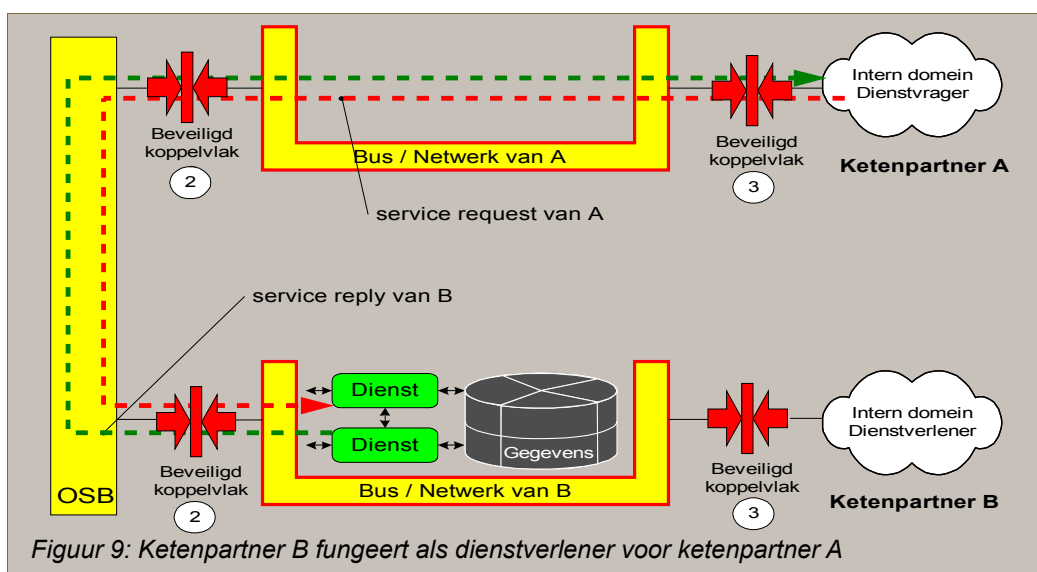 Beveiligd
koppelvlak
2
Bus / Netwerk van A
Beveiligd
koppelvlak
3
Intern domein
Dienstvrager
Ketenpartner A
service request van A
service reply van B
OSB
Beveiligd
koppelvlak
2
Dienst
Dienst
Gegevens
Bus / Netwerk van B
Beveiligd
koppelvlak
3
Intern domein
Dienstverlener
Ketenpartner B
Figuur 9: Ketenpartner B fungeert als dienstverlener voor ketenpartner A